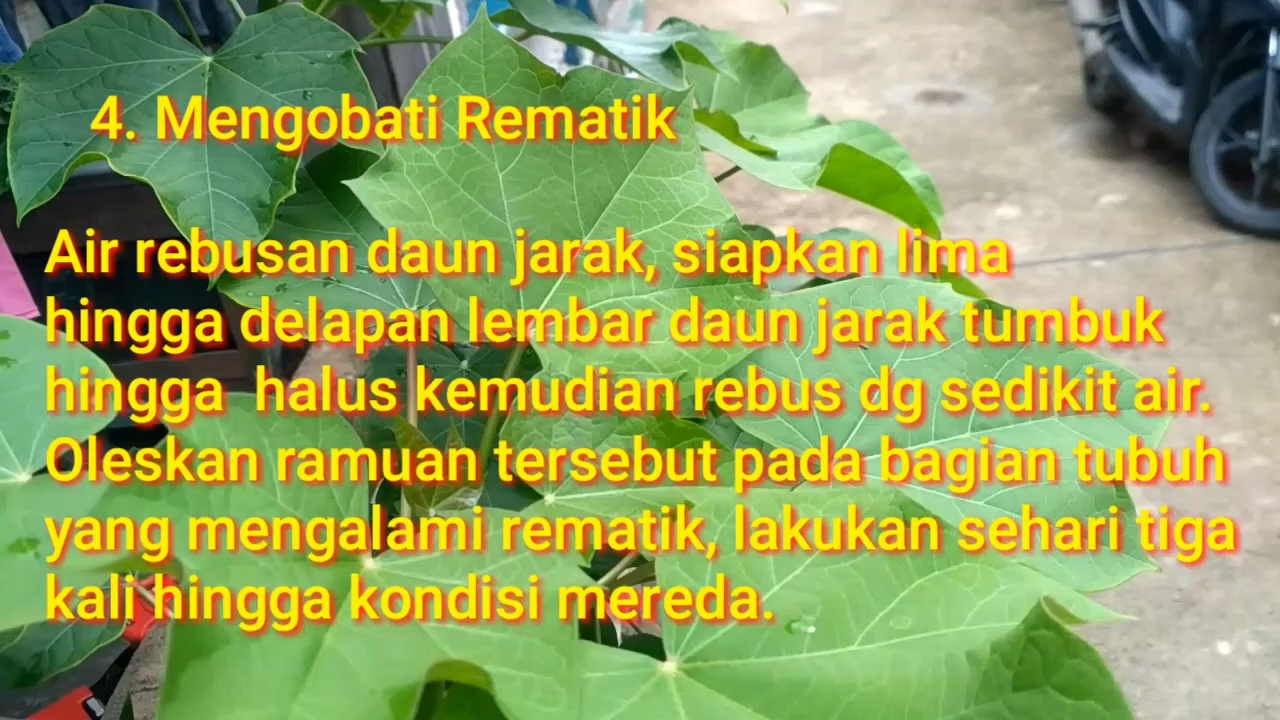 4. Mengobati Rematik
Air rebusan daun jarak, siapkan lima
hingga delapan lembar daun jarak tumbuk
hingga  halus kemudian rebus dg sedikit air.
Oleskan ramuan tersebut pada bagian tubuh
yang mengalami rematik, lakukan sehari tiga
kali hingga kondisi mereda.